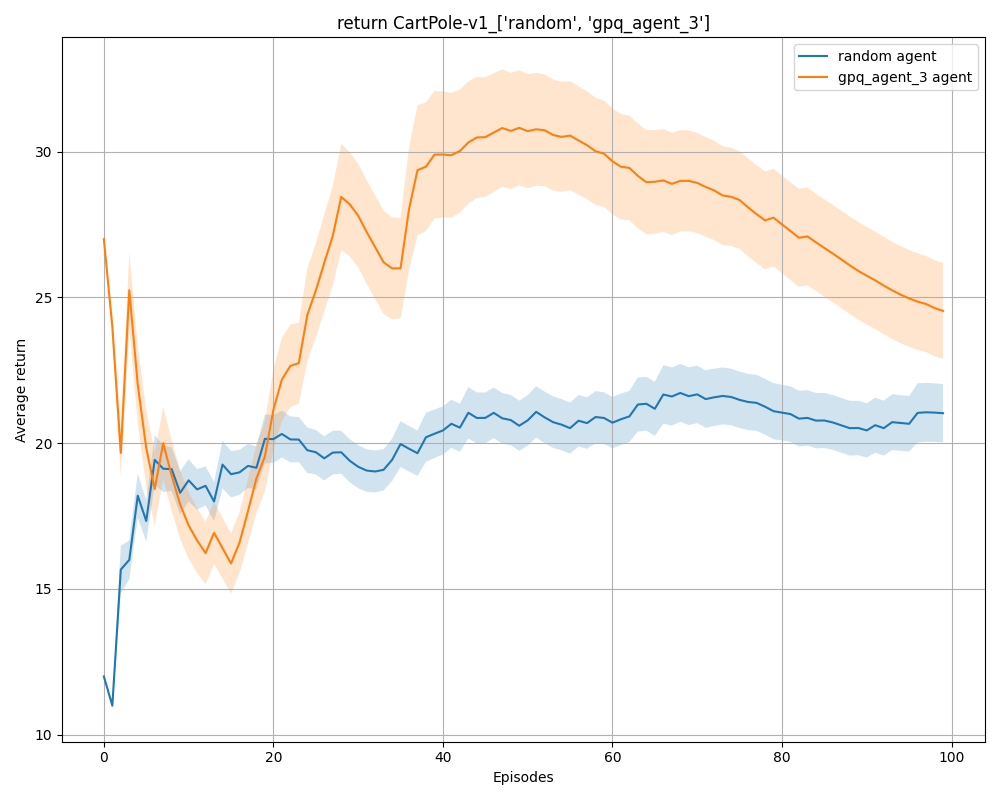 return CartPole-v1_['random', 'gpq_agent_3']
random agent
gpq_agent_3 agent
Average return
30
25
20
15
10
0 20 40 60 80 100
Episodes